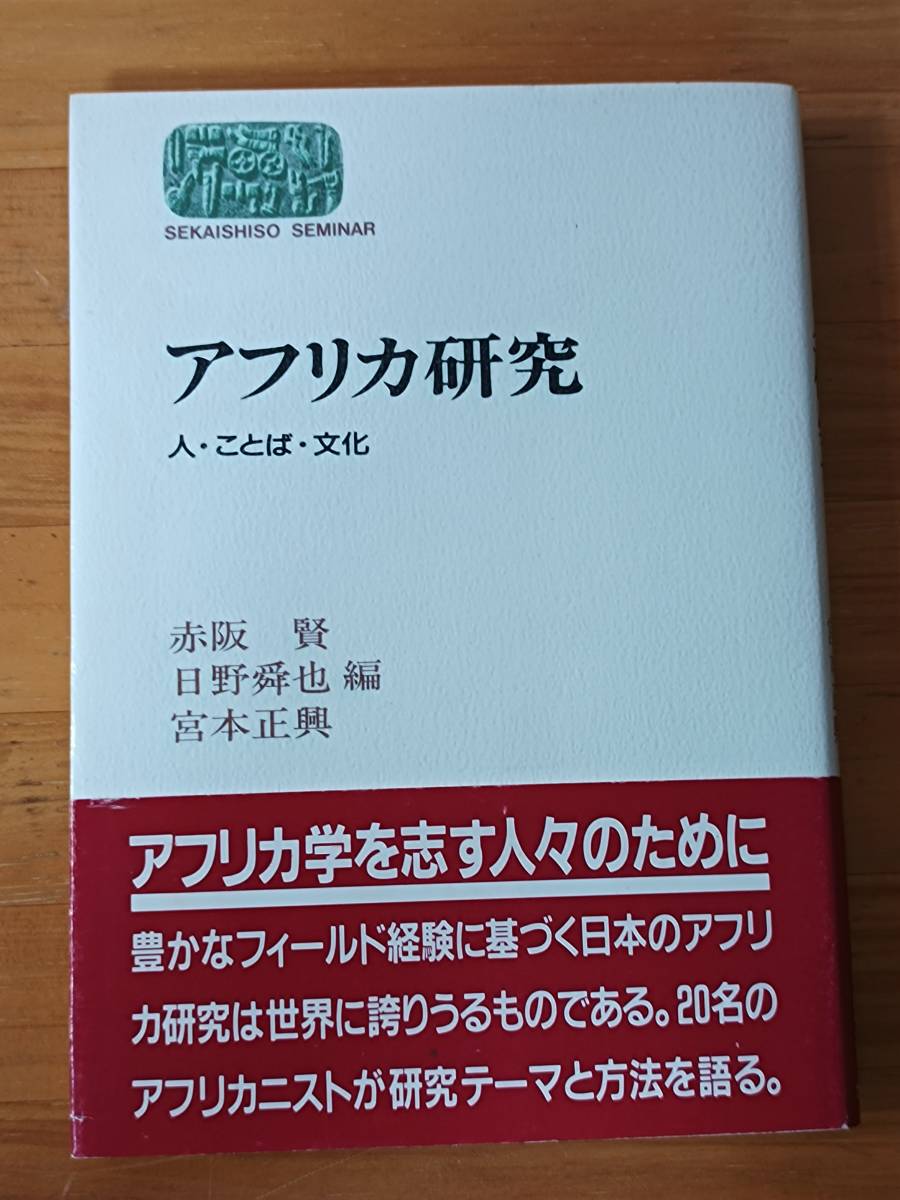 SEKAISHISO SEMINAR
アフリカ研究
人・ことば・文化
赤阪 賢
日野舜也 編
宮本正興
アフリカ学を志す人々のために
豊かなフィールド経験に基づく日本のアフリ
カ研究は世界に誇りうるものである。20名の
アフリカニストが研究テーマと方法を語る。